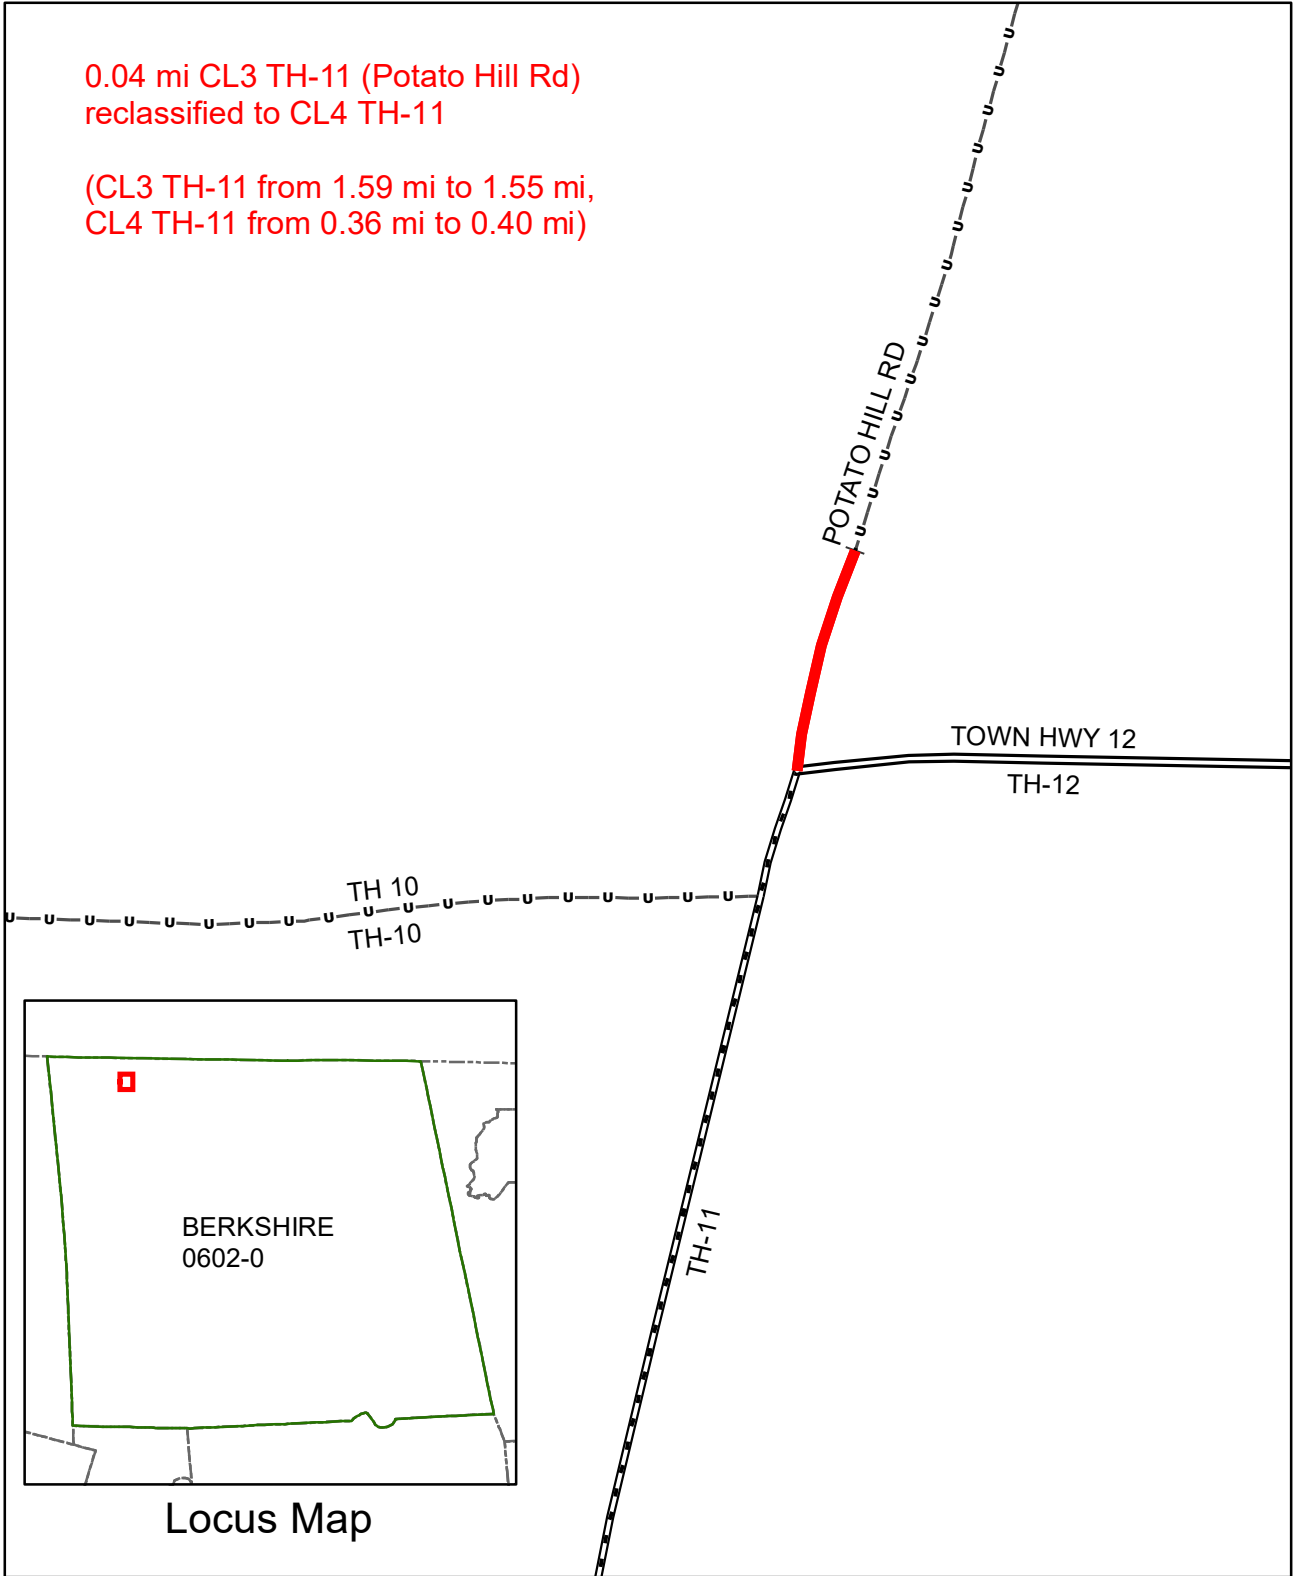 0.04 mi CL3 TH-11 (Potato Hill Rd)
reclassified to CL4 TH-11
(CL3 TH-11 from 1.59 mi to 1.55 mi,
CL4 TH-11 from 0.36 mi to 0.40 mi)
POTATO HILL RD
TOWN HWY 12
TH-12
TH 10
TH-10
TH-11
BERKSHIRE
0602-0
Locus Map